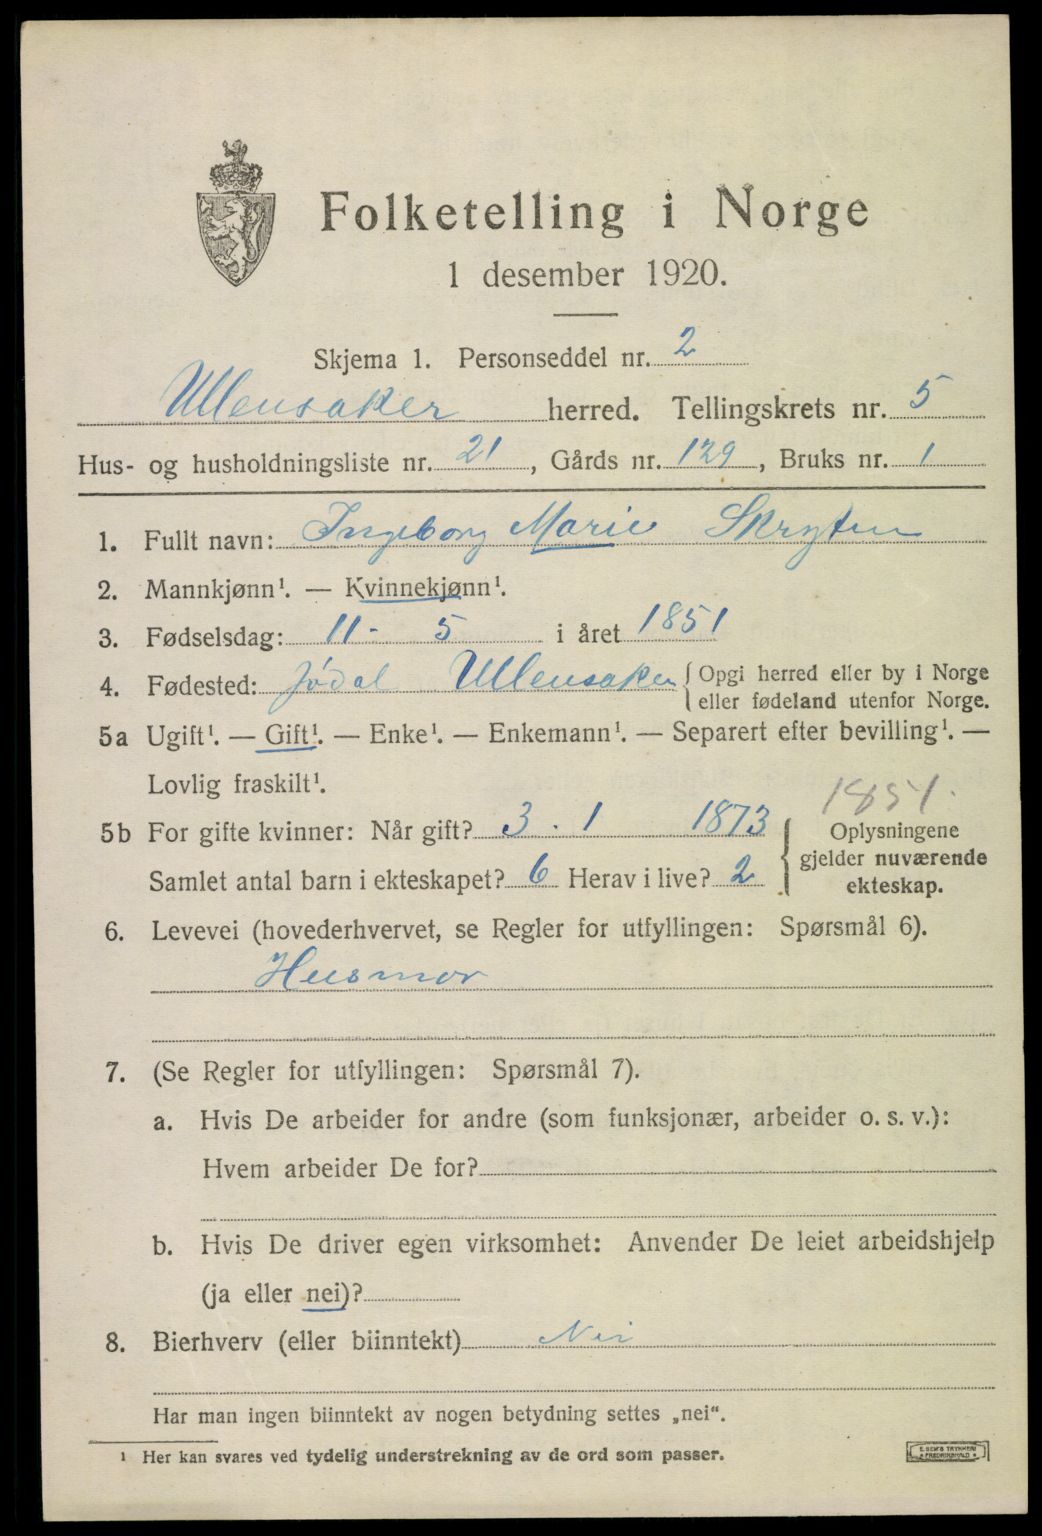 Folketelling i Norge
1 desember 1920.
Skjema 1. Personseddel nr. 2
Ullensaker herred. Tellingskrets nr. 5
Hus- og husholdningsliste nr. 21, Gårds nr. 129, Bruks nr. 1
1. Fullt navn: Ingeborg Marie
2. Mannkjønn¹. — Kvinnekjønn¹.
3. Fødselsdag: 11 - 5 i året 1851
4. Fødested: Jødal Ullensaker { Opgi herred eller by i Norge
eller fødeland utenfor Norge.
5a Ugift¹. — Gift¹. — Enke¹. — Enkemann¹. — Separert efter bevilling¹. —
Lovlig fraskilt¹.
1851.
5b For gifte kvinner: Når gift? 3 . 1 1873 { Oplysningene
gjelder nuværende
Samlet antal barn i ekteskapet? 6 Herav i live? 2 ekteskap.
6. Levevei (hovederhvervet, se Regler for utfyllingen: Spørsmål 6).
Husmor
7. (Se Regler for utfyllingen: Spørsmål 7).
a. Hvis De arbeider for andre (som funksjonær, arbeider o. s. v.):
Hvem arbeider De for?
b. Hvis De driver egen virksomhet: Anvender De leiet arbeidshjelp
(ja eller nei)?
8. Bierhverv (eller biinntekt) Nei
Har man ingen biinntekt av nogen betydning settes „nei“.
¹ Her kan svares ved tydelig understrekning av de ord som passer.